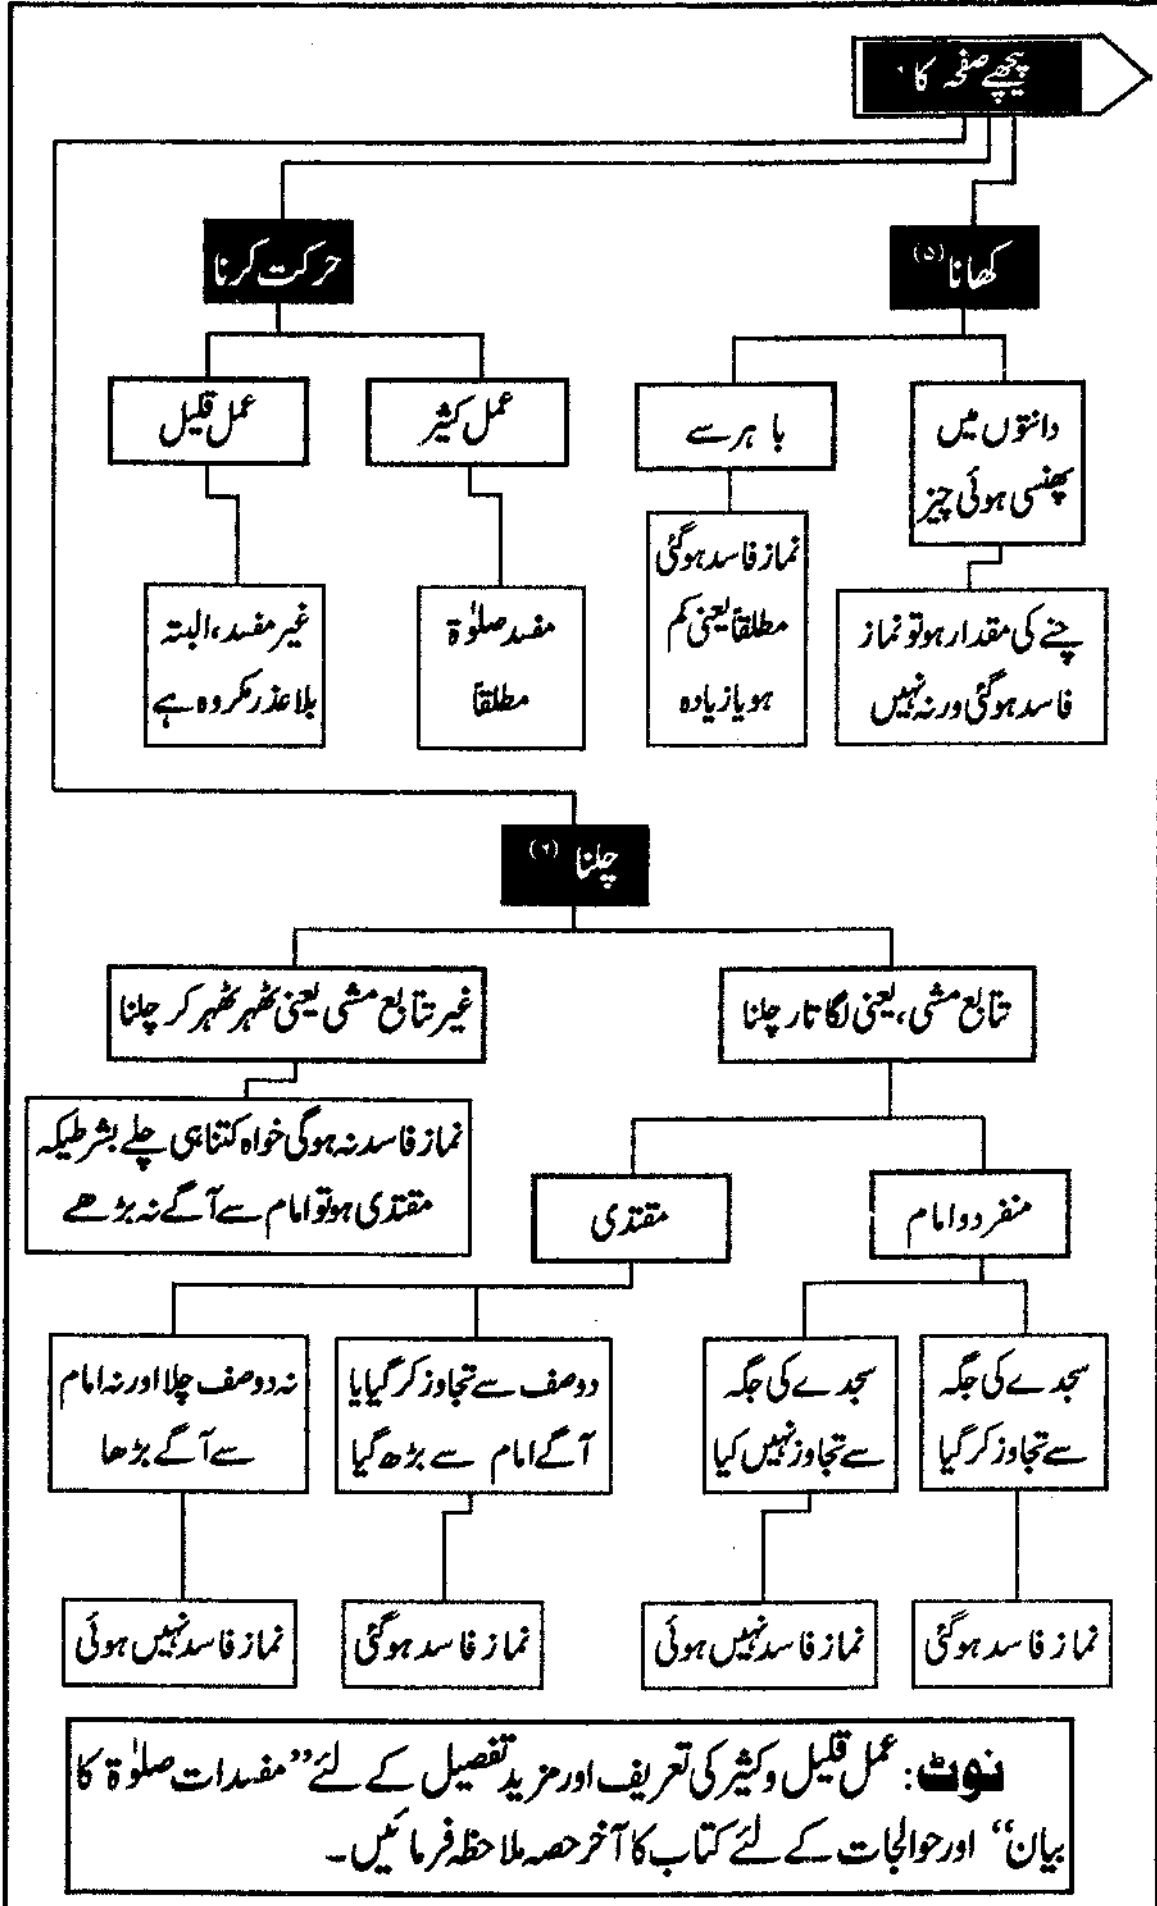 پیچھے صفحہ کا
کھانا (۵)
حرکت کرنا
دانتوں میں
پھنسی ہوئی چیز
باہر سے
عمل کثیر
عمل قلیل
چنے کی مقدار ہو تو نماز
فاسد ہوگئی ورنہ نہیں
نماز فاسد ہوگئی
مطلقاً یعنی کم
ہو یا زیادہ
مفسد صلوٰۃ
مطلقاً
غیر مفسد، البتہ
بلا عذر مکروہ ہے
چلنا (۶)
تتابع مشی، یعنی لگاتار چلنا
غیر تتابع مشی یعنی ٹھہر ٹھہر کر چلنا
نماز فاسد نہ ہوگی خواہ کتنا ہی چلے بشرطیکہ
مقتدی ہو تو امام سے آگے نہ بڑھے
منفرد و امام
مقتدی
سجدے کی جگہ
سے تجاوز کر گیا
سجدے کی جگہ
سے تجاوز نہیں کیا
دو صف سے تجاوز کر گیا یا
آگے امام سے بڑھ گیا
نہ دو صف چلا اور نہ امام
سے آگے بڑھا
نماز فاسد ہوگئی
نماز فاسد نہیں ہوئی
نماز فاسد ہوگئی
نماز فاسد نہیں ہوئی
نوٹ: عمل قلیل وکثیر کی تعریف اور مزید تفصیل کے لئے ”مفسدات صلوٰۃ کا
بیان“ اور حوالجات کے لئے کتاب کا آخر حصہ ملاحظہ فرمائیں۔